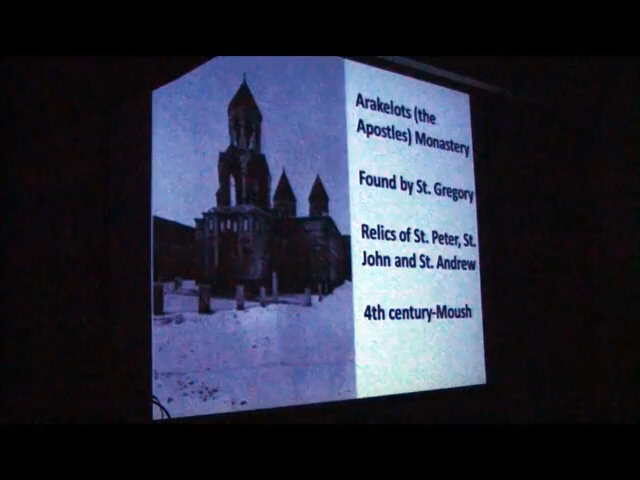 Arakelots (the
Apostles) Monastery
Found by St. Gregory
Relics of St. Peter, St.
John and St. Andrew
4th century-Moush